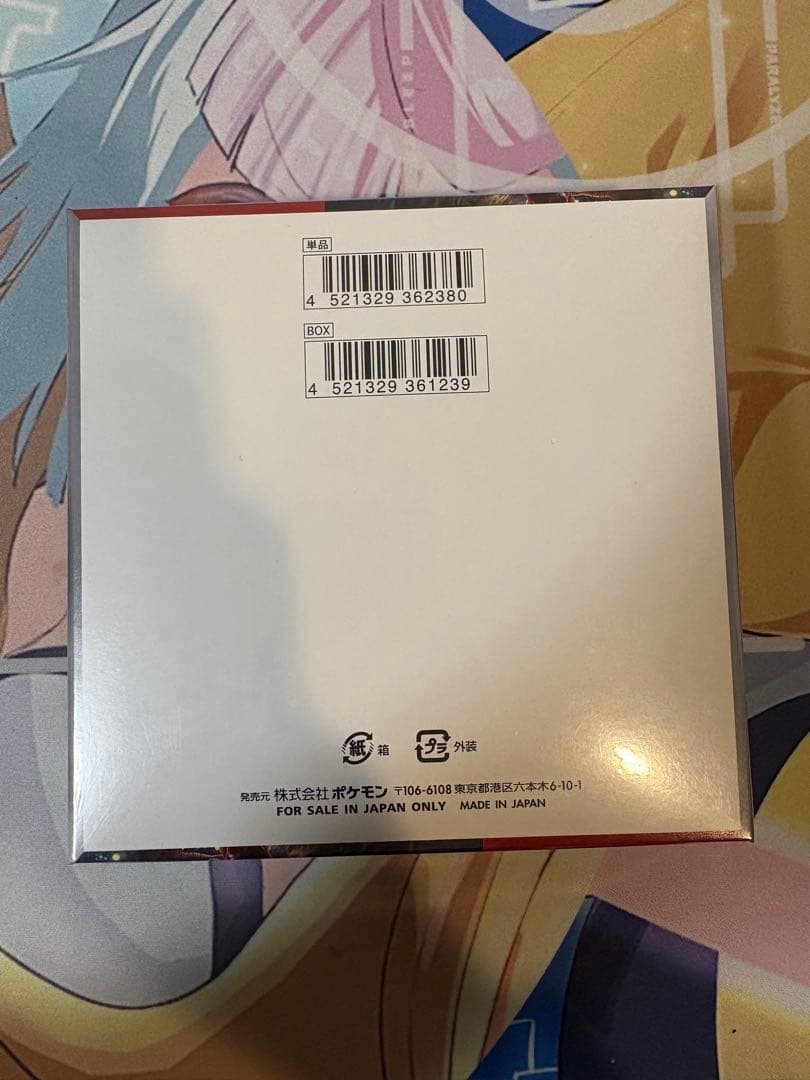 PARALYZE
単品
4 521329 362380
BOX
4 521329 361239
紙 箱 プラ 外装
発売元 株式会社 ポケモン 〒106-6108 東京都港区六本木6-10-1
FOR SALE IN JAPAN ONLY MADE IN JAPAN